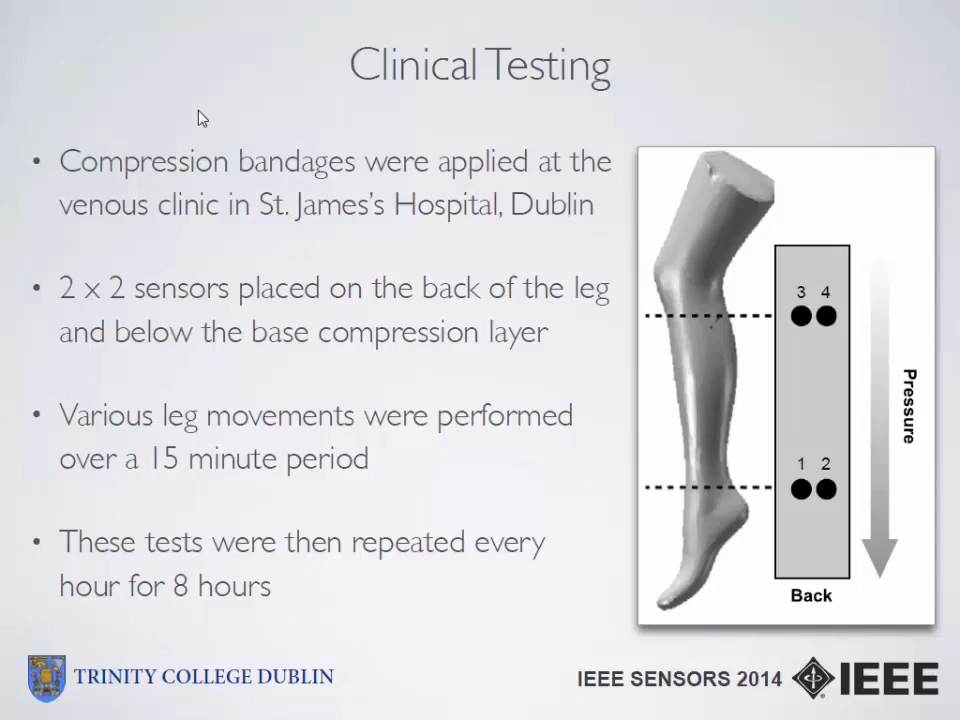 Clinical Testing
• Compression bandages were applied at the
venous clinic in St. James's Hospital, Dublin
• 2 x 2 sensors placed on the back of the leg
and below the base compression layer
• Various leg movements were performed
over a 15 minute period
• These tests were then repeated every
hour for 8 hours
3 4
1 2
Pressure
Back
TRINITY COLLEGE DUBLIN
IEEE SENSORS 2014
IEEE